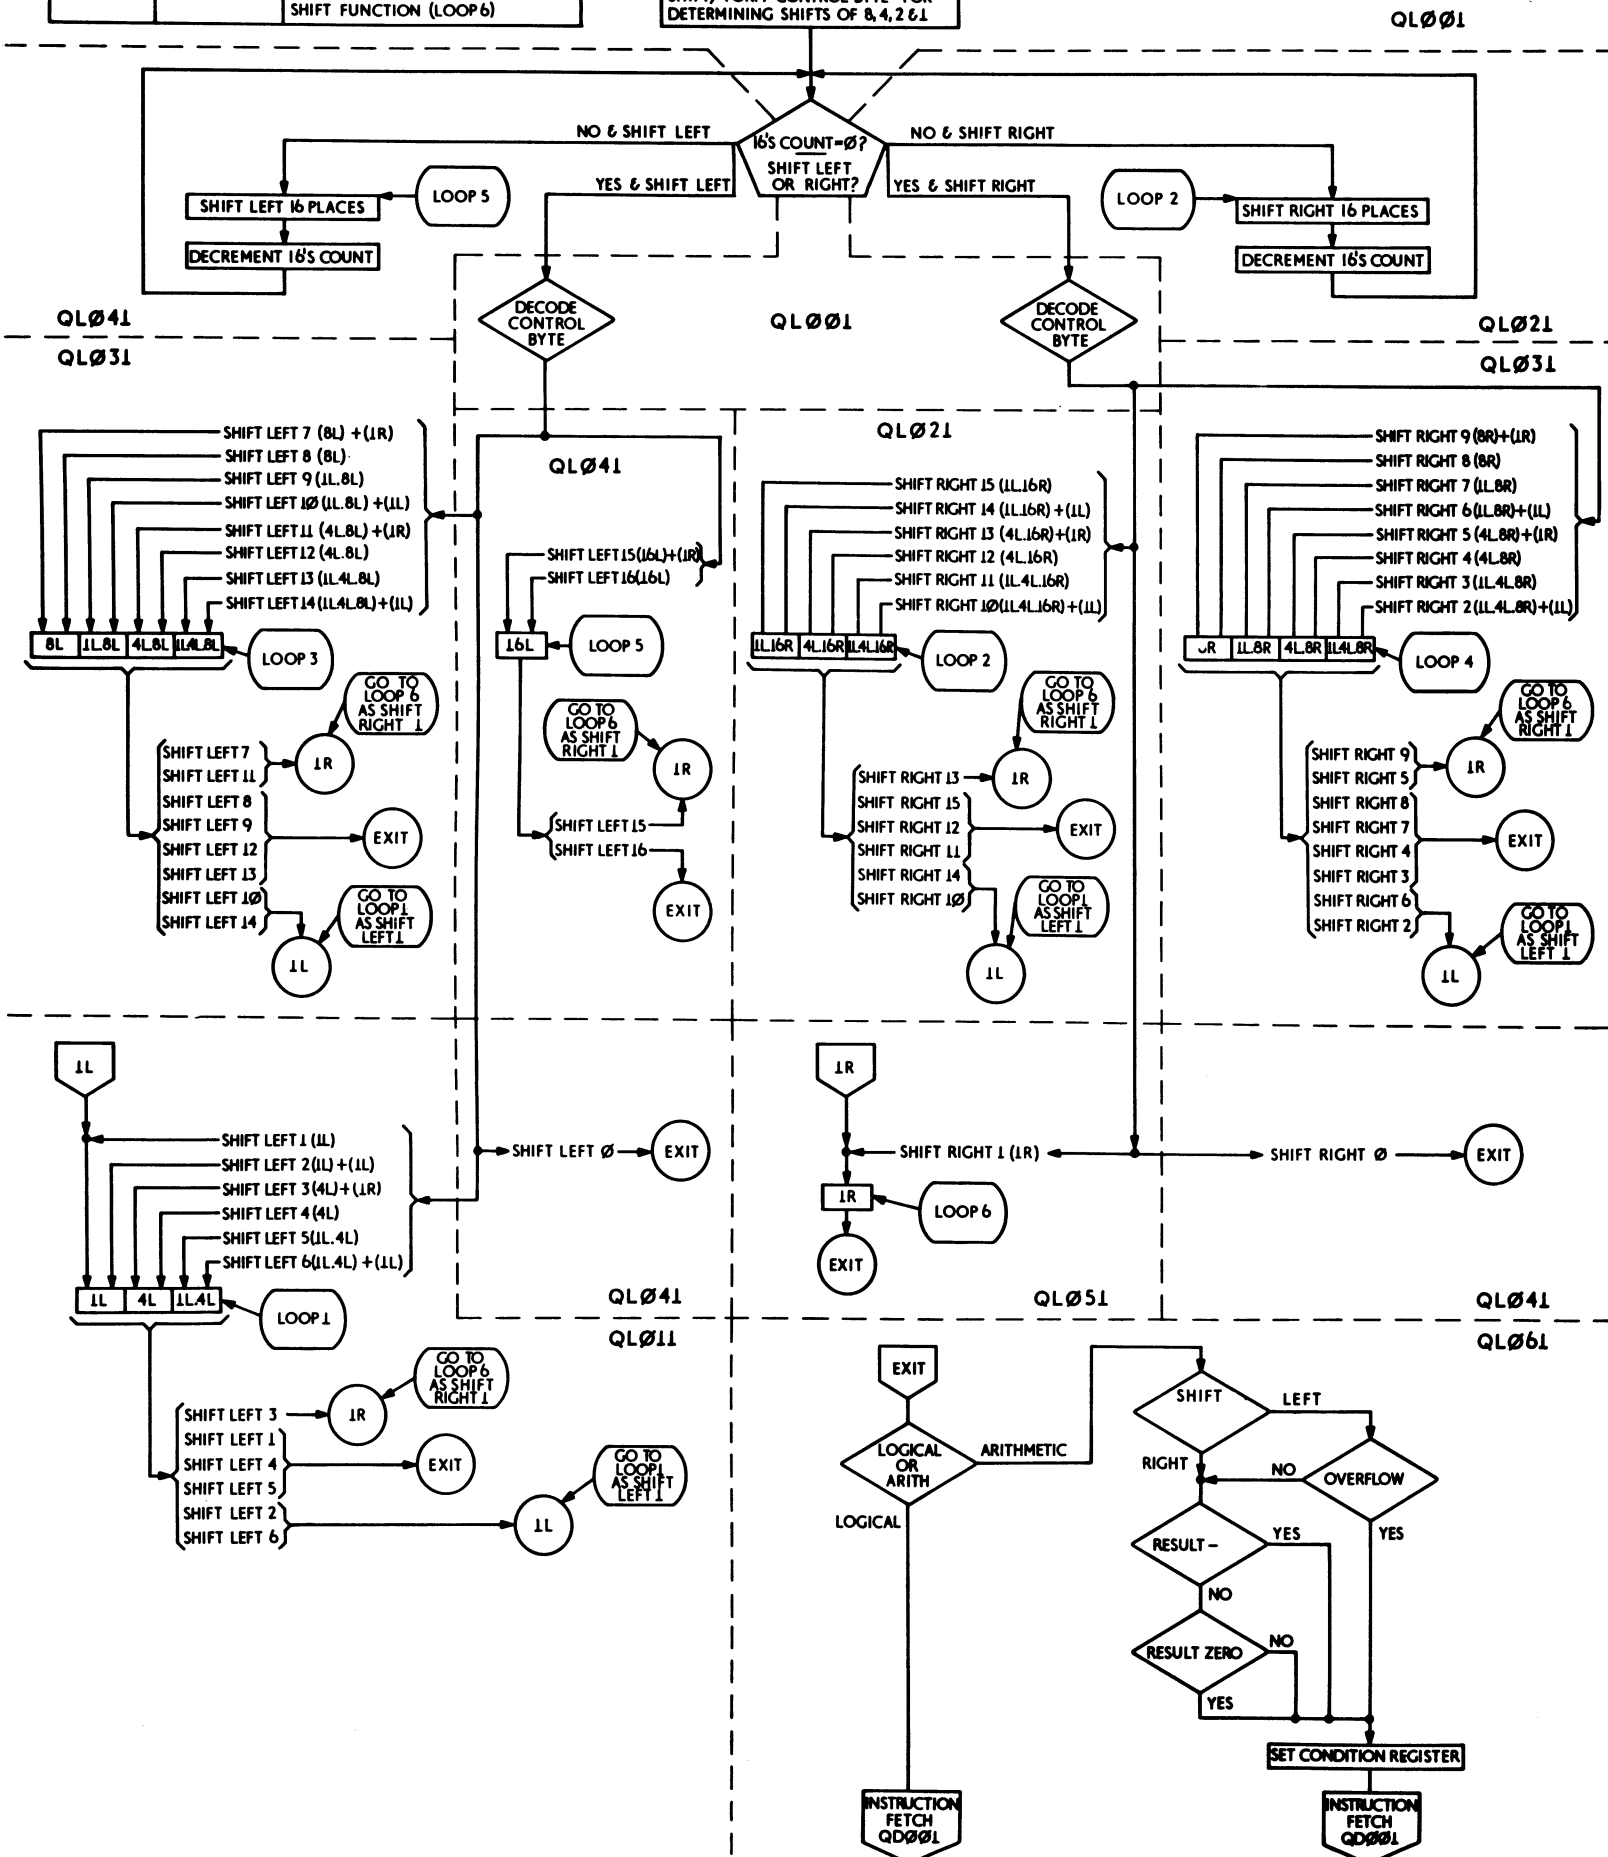 SHIFT FUNCTION (LOOP 6)
DETERMINING SHIFTS OF 8, 4, 2 & 1
QLØØ1
NO & SHIFT LEFT
16'S COUNT=Ø?
SHIFT LEFT
OR RIGHT?
NO & SHIFT RIGHT
YES & SHIFT LEFT
YES & SHIFT RIGHT
SHIFT LEFT 16 PLACES
LOOP 5
DECREMENT 16'S COUNT
LOOP 2
SHIFT RIGHT 16 PLACES
DECREMENT 16'S COUNT
QLØ41
DECODE
CONTROL
BYTE
QLØØ1
DECODE
CONTROL
BYTE
QLØ21
QLØ31
QLØ31
SHIFT LEFT 7 (8L) +(1R)
SHIFT LEFT 8 (8L)
SHIFT LEFT 9 (1L.8L)
SHIFT LEFT 1Ø (1L.8L) +(1L)
SHIFT LEFT 11 (4L.8L) +(1R)
SHIFT LEFT 12 (4L.8L)
SHIFT LEFT 13 (1L.4L.8L)
SHIFT LEFT 14 (1L4L.8L)+(1L)
8L
1L.8L
4L.8L
1L4L.8L
LOOP 3
GO TO
LOOP 6
AS SHIFT
RIGHT 1
SHIFT LEFT 7
SHIFT LEFT 11
1R
SHIFT LEFT 8
SHIFT LEFT 9
SHIFT LEFT 12
SHIFT LEFT 13
EXIT
SHIFT LEFT 1Ø
SHIFT LEFT 14
GO TO
LOOP1
AS SHIFT
LEFT 1
1L
QLØ41
SHIFT LEFT 15(16L)+(1R)
SHIFT LEFT 16(16L)
16L
LOOP 5
GO TO
LOOP 6
AS SHIFT
RIGHT 1
1R
SHIFT LEFT 15
SHIFT LEFT 16
EXIT
QLØ21
SHIFT RIGHT 15 (1L.16R)
SHIFT RIGHT 14 (1L.16R) +(1L)
SHIFT RIGHT 13 (4L.16R)+(1R)
SHIFT RIGHT 12 (4L.16R)
SHIFT RIGHT 11 (1L.4L.16R)
SHIFT RIGHT 1Ø(1L4L.16R)+(1L)
1L.16R
4L.16R
1L4L.16R
LOOP 2
GO TO
LOOP 6
AS SHIFT
RIGHT 1
SHIFT RIGHT 13
1R
SHIFT RIGHT 15
SHIFT RIGHT 12
SHIFT RIGHT 11
EXIT
SHIFT RIGHT 14
SHIFT RIGHT 1Ø
GO TO
LOOP1
AS SHIFT
LEFT 1
1L
SHIFT RIGHT 9 (8R)+(1R)
SHIFT RIGHT 8 (8R)
SHIFT RIGHT 7 (1L.8R)
SHIFT RIGHT 6 (1L.8R)+(1L)
SHIFT RIGHT 5 (4L.8R)+(1R)
SHIFT RIGHT 4 (4L.8R)
SHIFT RIGHT 3 (1L.4L.8R)
SHIFT RIGHT 2 (1L.4L.8R)+(1L)
1L.8R
4L.8R
1L4L.8R
LOOP 4
GO TO
LOOP 6
AS SHIFT
RIGHT 1
SHIFT RIGHT 9
SHIFT RIGHT 5
1R
SHIFT RIGHT 8
SHIFT RIGHT 7
SHIFT RIGHT 4
SHIFT RIGHT 3
EXIT
SHIFT RIGHT 6
SHIFT RIGHT 2
GO TO
LOOP1
AS SHIFT
LEFT 1
1L
1L
SHIFT LEFT 1 (1L)
SHIFT LEFT 2(1L) +(1L)
SHIFT LEFT 3(4L)+(1R)
SHIFT LEFT 4 (4L)
SHIFT LEFT 5(1L.4L)
SHIFT LEFT 6(1L.4L) +(1L)
1L
4L
1L.4L
LOOP 1
SHIFT LEFT Ø
EXIT
QLØ41
1R
SHIFT RIGHT 1 (1R)
1R
LOOP 6
EXIT
QLØ51
SHIFT RIGHT Ø
EXIT
QLØ41
QLØ11
GO TO
LOOP 6
AS SHIFT
RIGHT 1
SHIFT LEFT 3
1R
SHIFT LEFT 1
SHIFT LEFT 4
SHIFT LEFT 5
EXIT
SHIFT LEFT 2
SHIFT LEFT 6
GO TO
LOOP1
AS SHIFT
LEFT 1
1L
QLØ61
EXIT
LOGICAL
OR
ARITH
ARITHMETIC
LOGICAL
SHIFT
LEFT
RIGHT
OVERFLOW
NO
YES
RESULT -
YES
NO
RESULT ZERO
NO
YES
SET CONDITION REGISTER
INSTRUCTION
FETCH
QDØØ1
INSTRUCTION
FETCH
QDØØ1